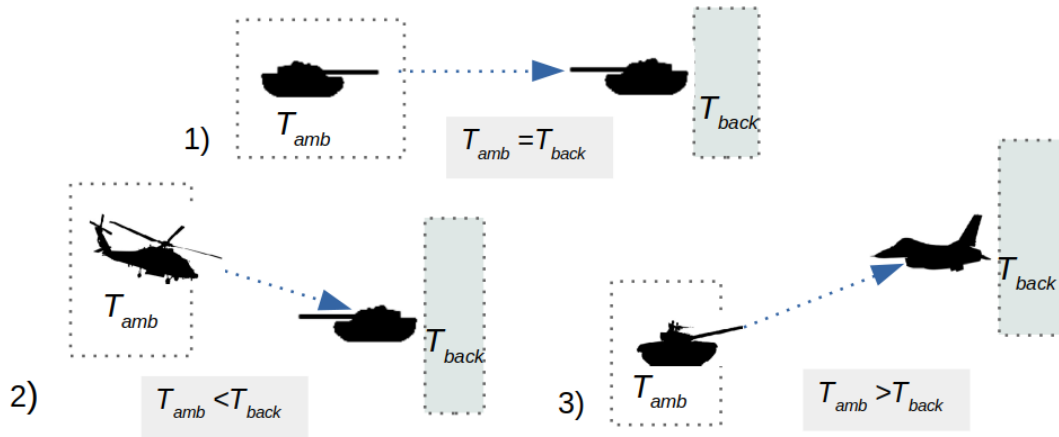 T_amb
T_back
1)
T_amb =T_back
T_amb
T_back
2)
T_amb <T_back
T_back
T_amb
3)
T_amb >T_back